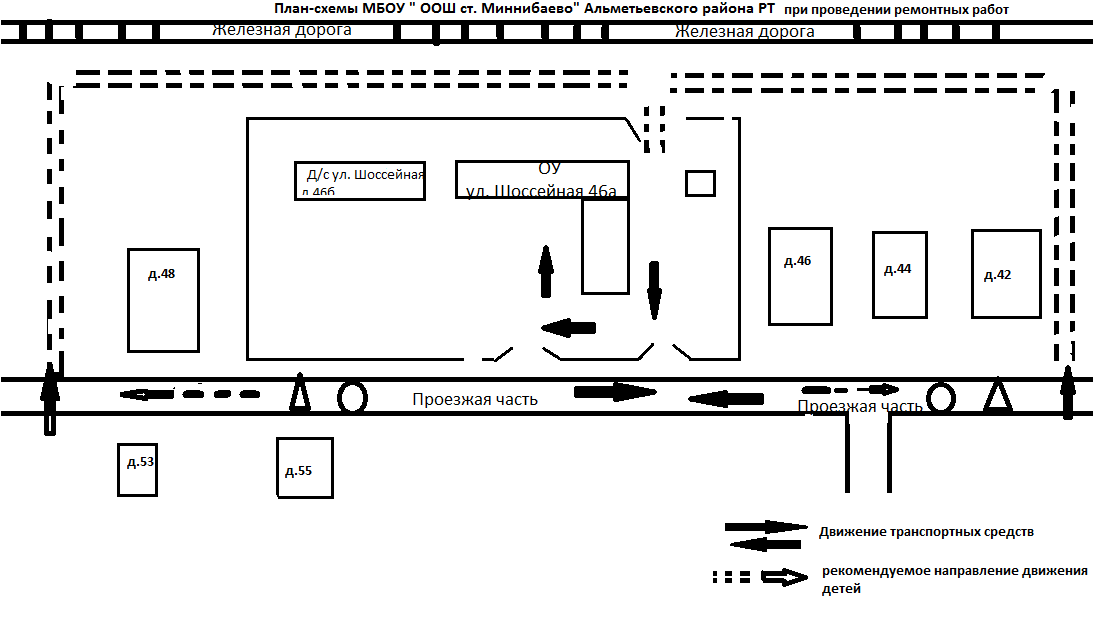 План-схемы МБОУ " ООШ ст. Миннибаево" Альметьевского района РТ при проведении ремонтных работ
Железная дорога
Железная дорога
Д/с ул. Шоссейная
д.46б
ОУ
ул. Шоссейная 46а
д.48
д.46
д.44
д.42
Проезжая часть
Проезжая часть
д.53
д.55
Движение транспортных средств
рекомендуемое направление движения
детей